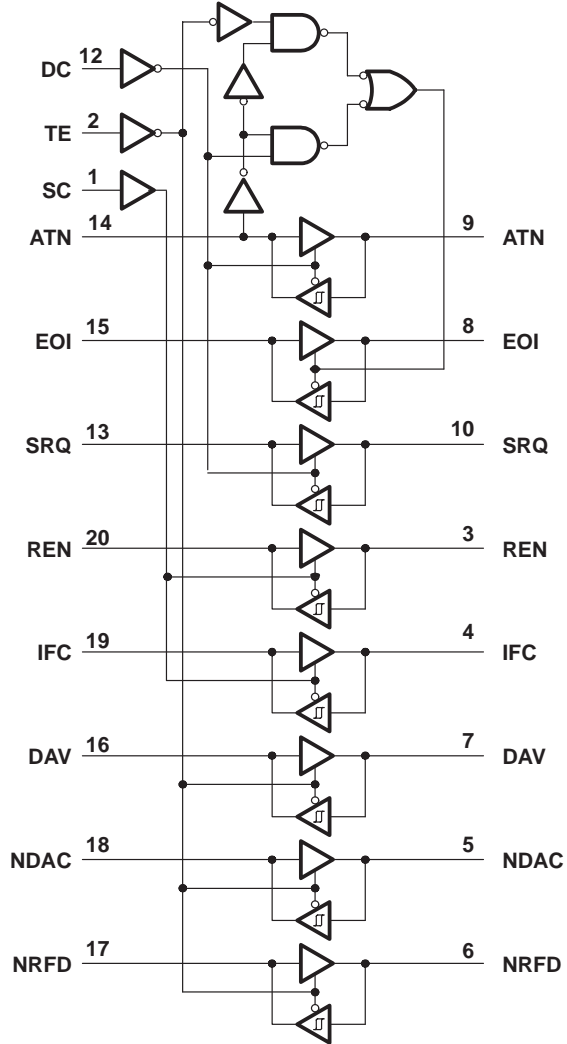 DC 12
TE 2
SC 1
ATN 14 9 ATN
EOI 15 8 EOI
SRQ 13 10 SRQ
REN 20 3 REN
IFC 19 4 IFC
DAV 16 7 DAV
NDAC 18 5 NDAC
NRFD 17 6 NRFD